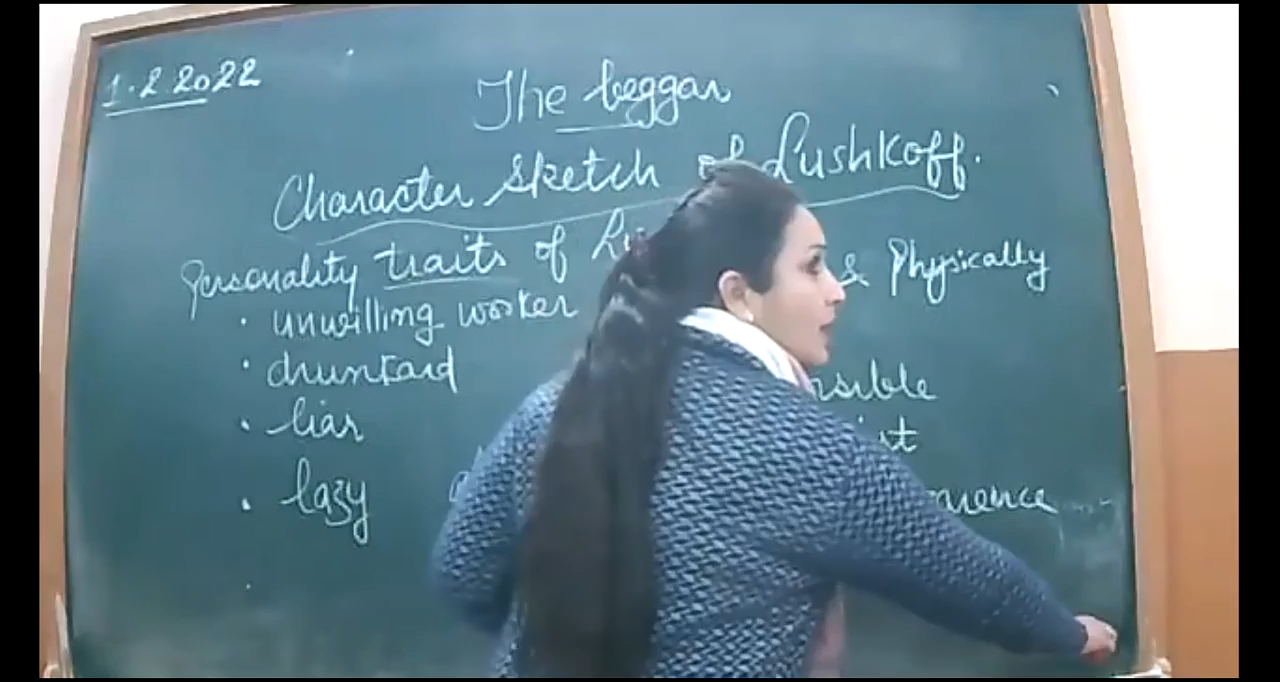 1.2.2022
The beggar
Character sketch of Lushkoff.
Personality traits of & Physically
• unwilling worker
• drunkard
• liar
• lazy